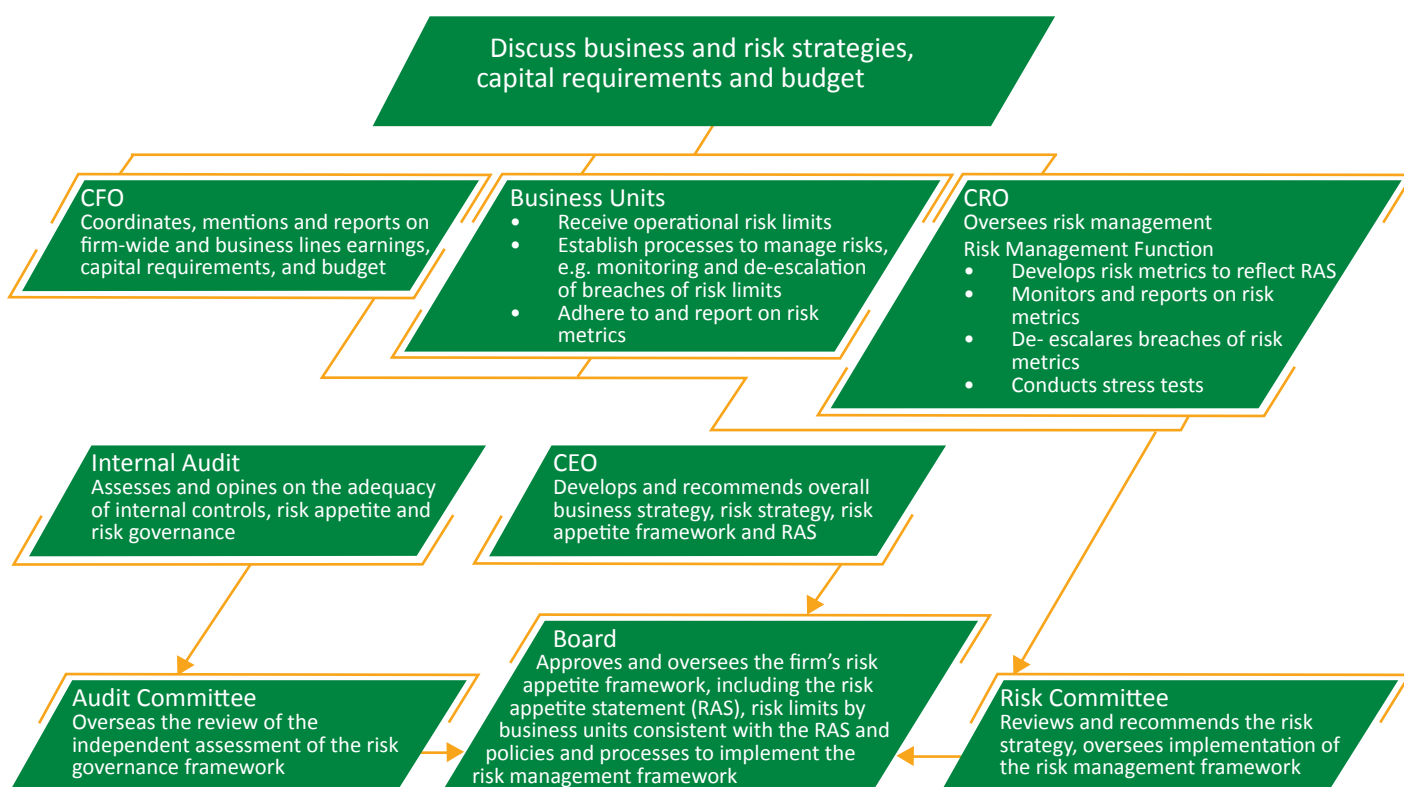 Discuss business and risk strategies,
capital requirements and budget
CFO
Coordinates, mentions and reports on
firm-wide and business lines earnings,
capital requirements, and budget
Business Units
• Receive operational risk limits
• Establish processes to manage risks,
e.g. monitoring and de-escalation
of breaches of risk limits
• Adhere to and report on risk
metrics
CRO
Oversees risk management
Risk Management Function
• Develops risk metrics to reflect RAS
• Monitors and reports on risk
metrics
• De- escalares breaches of risk
metrics
• Conducts stress tests
Internal Audit
Assesses and opines on the adequacy
of internal controls, risk appetite and
risk governance
CEO
Develops and recommends overall
business strategy, risk strategy, risk
appetite framework and RAS
Audit Committee
Overseas the review of the
independent assessment of the risk
governance framework
Board
Approves and oversees the firm’s risk
appetite framework, including the risk
appetite statement (RAS), risk limits by
business units consistent with the RAS and
policies and processes to implement the
risk management framework
Risk Committee
Reviews and recommends the risk
strategy, oversees implementation of
the risk management framework